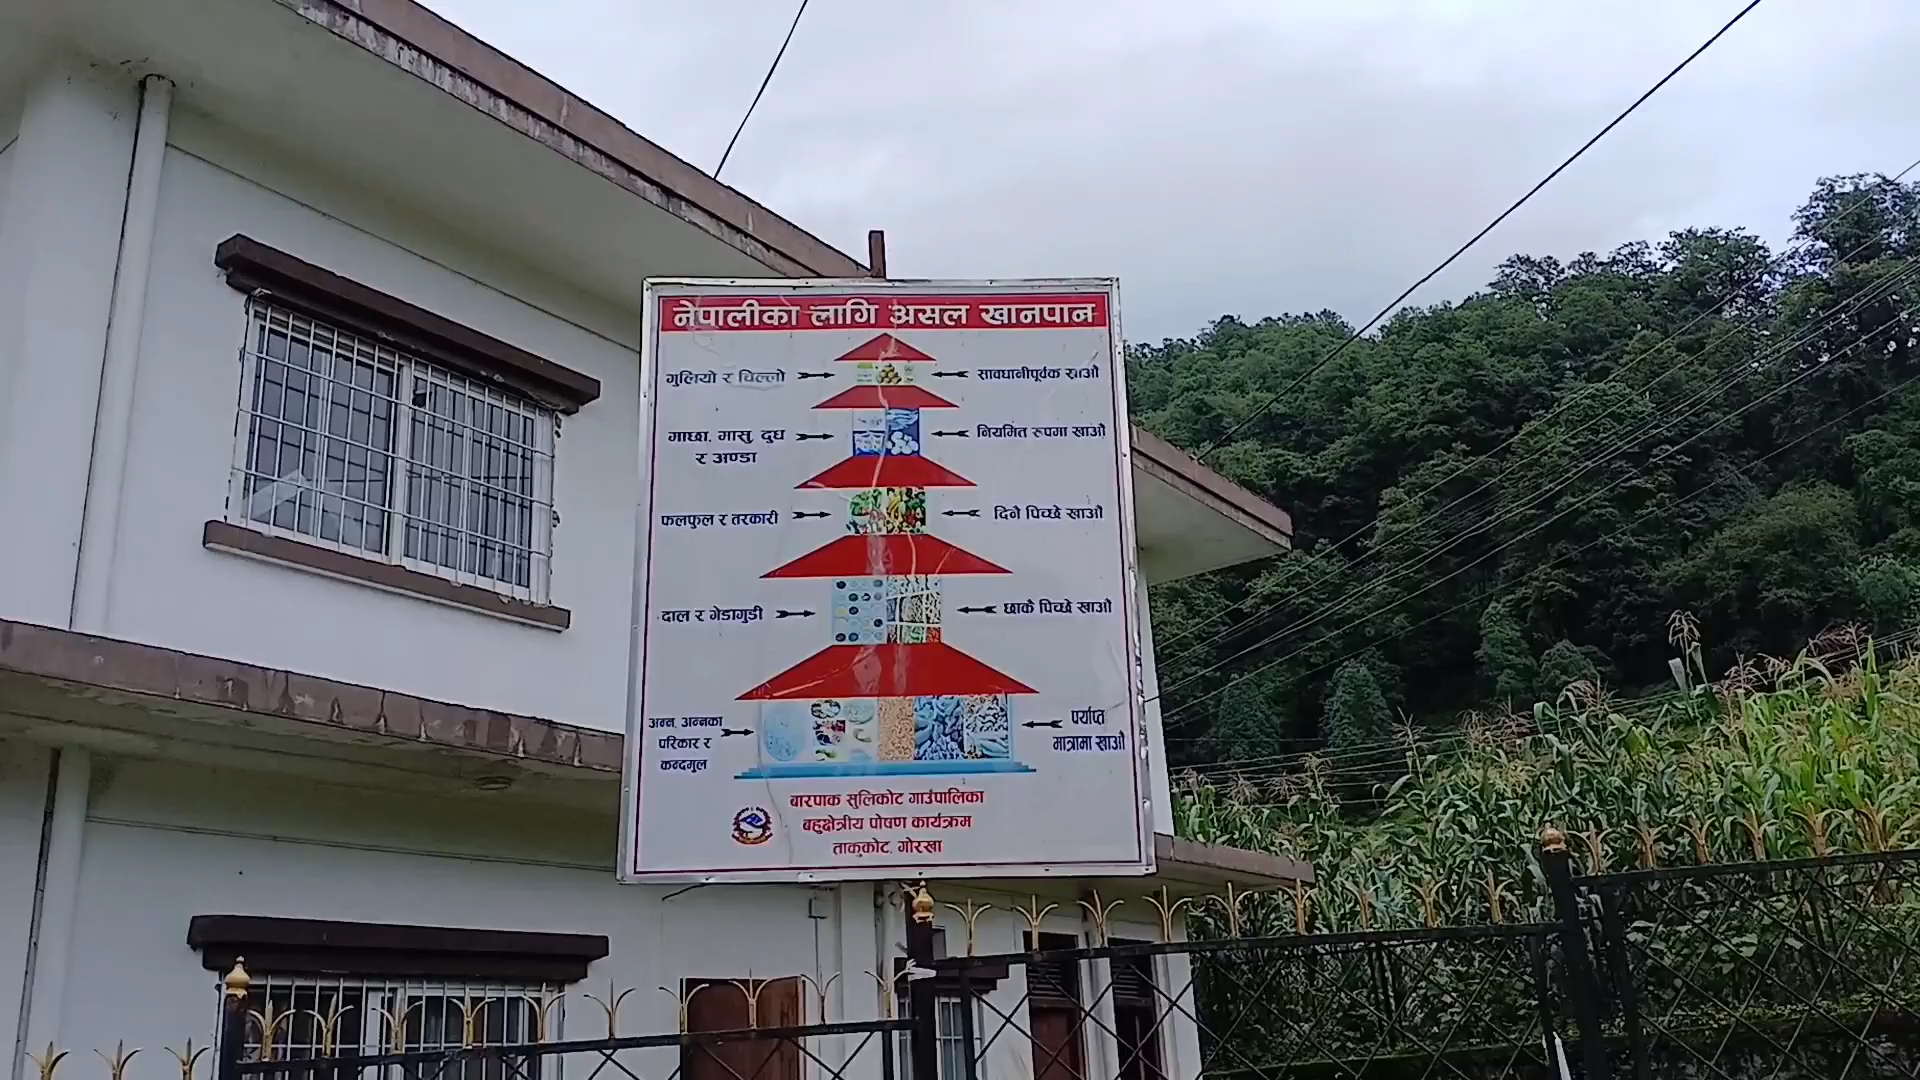 नेपालीका लागि असल खानपान
गुलियो र चिल्लो
सावधानीपूर्वक खाऔं
माछा, मासु, दुध
र अण्डा
नियमित रुपमा खाऔं
फलफुल र तरकारी
दिनै पिच्छे खाऔं
दाल र गेडागुडी
छाकै पिच्छे खाऔं
अन्न, अन्नका
परिकार र
कन्दमुल
पर्याप्त
मात्रामा खाऔं
बारपाक सुलिकोट गाउँपालिका
बहुक्षेत्रीय पोषण कार्यक्रम
ताकुकोट, गोरखा